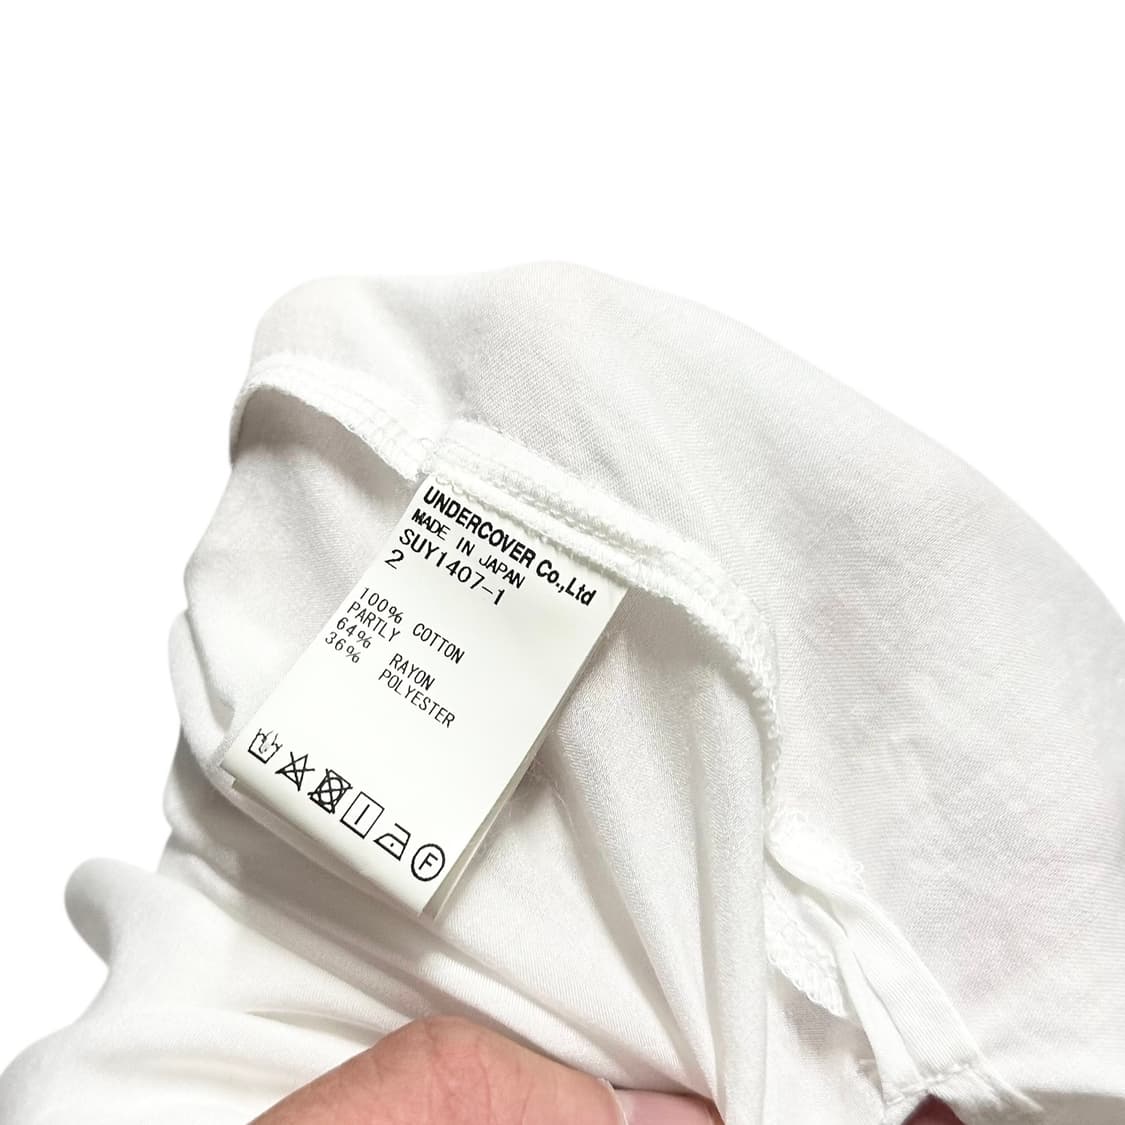 UNDERCOVER Co.,Ltd
MADE IN JAPAN
SUY1407-1
2
100% COTTON
PARTLY
64% RAYON
36% POLYESTER
F